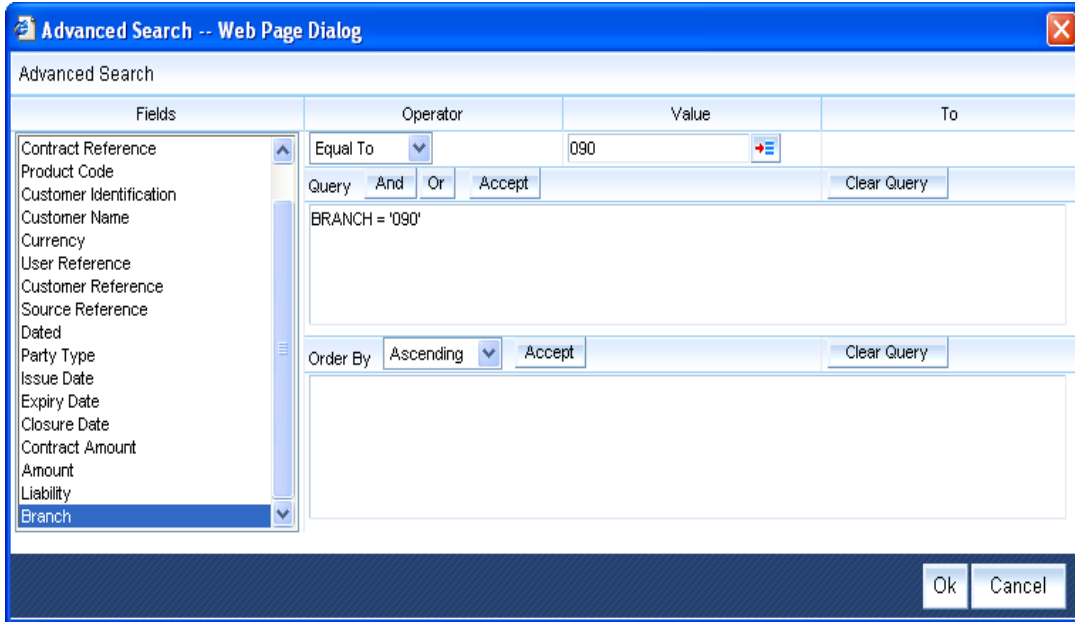 Advanced Search -- Web Page Dialog
Advanced Search
Fields Operator Value To
Contract Reference
Product Code
Customer Identification
Customer Name
Currency
User Reference
Customer Reference
Source Reference
Dated
Party Type
Issue Date
Expiry Date
Closure Date
Contract Amount
Amount
Liability
Branch
Equal To 090
Query And Or Accept Clear Query
BRANCH = '090'
Order By Ascending Accept Clear Query
Ok Cancel